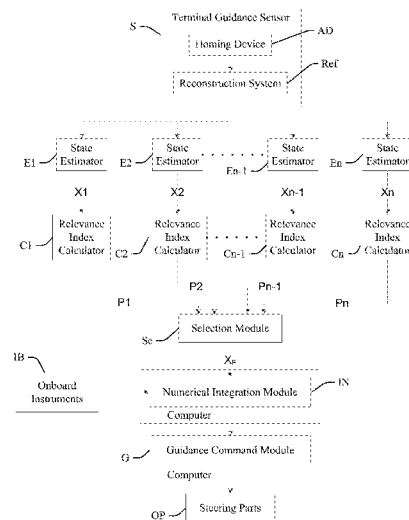 Terminal Guidance Sensor
S
Homing Device
AD
Reconstruction System
Ref
State Estimator
State Estimator
State Estimator
State Estimator
E1
E2
En-1
En
X1
X2
Xn-1
Xn
Relevance Index Calculator
Relevance Index Calculator
Relevance Index Calculator
Relevance Index Calculator
C1
C2
Cn-1
Cn
P1
P2
Pn-1
Pn
Se
Selection Module
IB
Onboard Instruments
XF
Numerical Integration Module
IN
Computer
G
Guidance Command Module
Computer
OP
Steering Parts